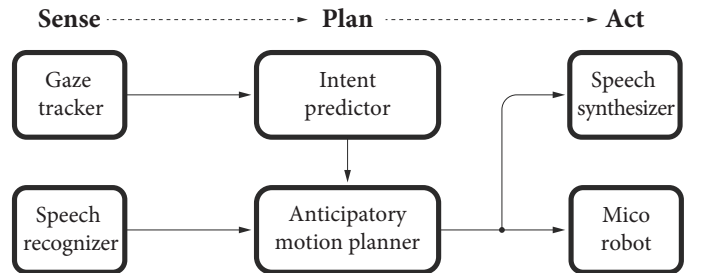 Sense Plan Act
Gaze
tracker
Intent
predictor
Speech
synthesizer
Speech
recognizer
Anticipatory
motion planner
Mico
robot